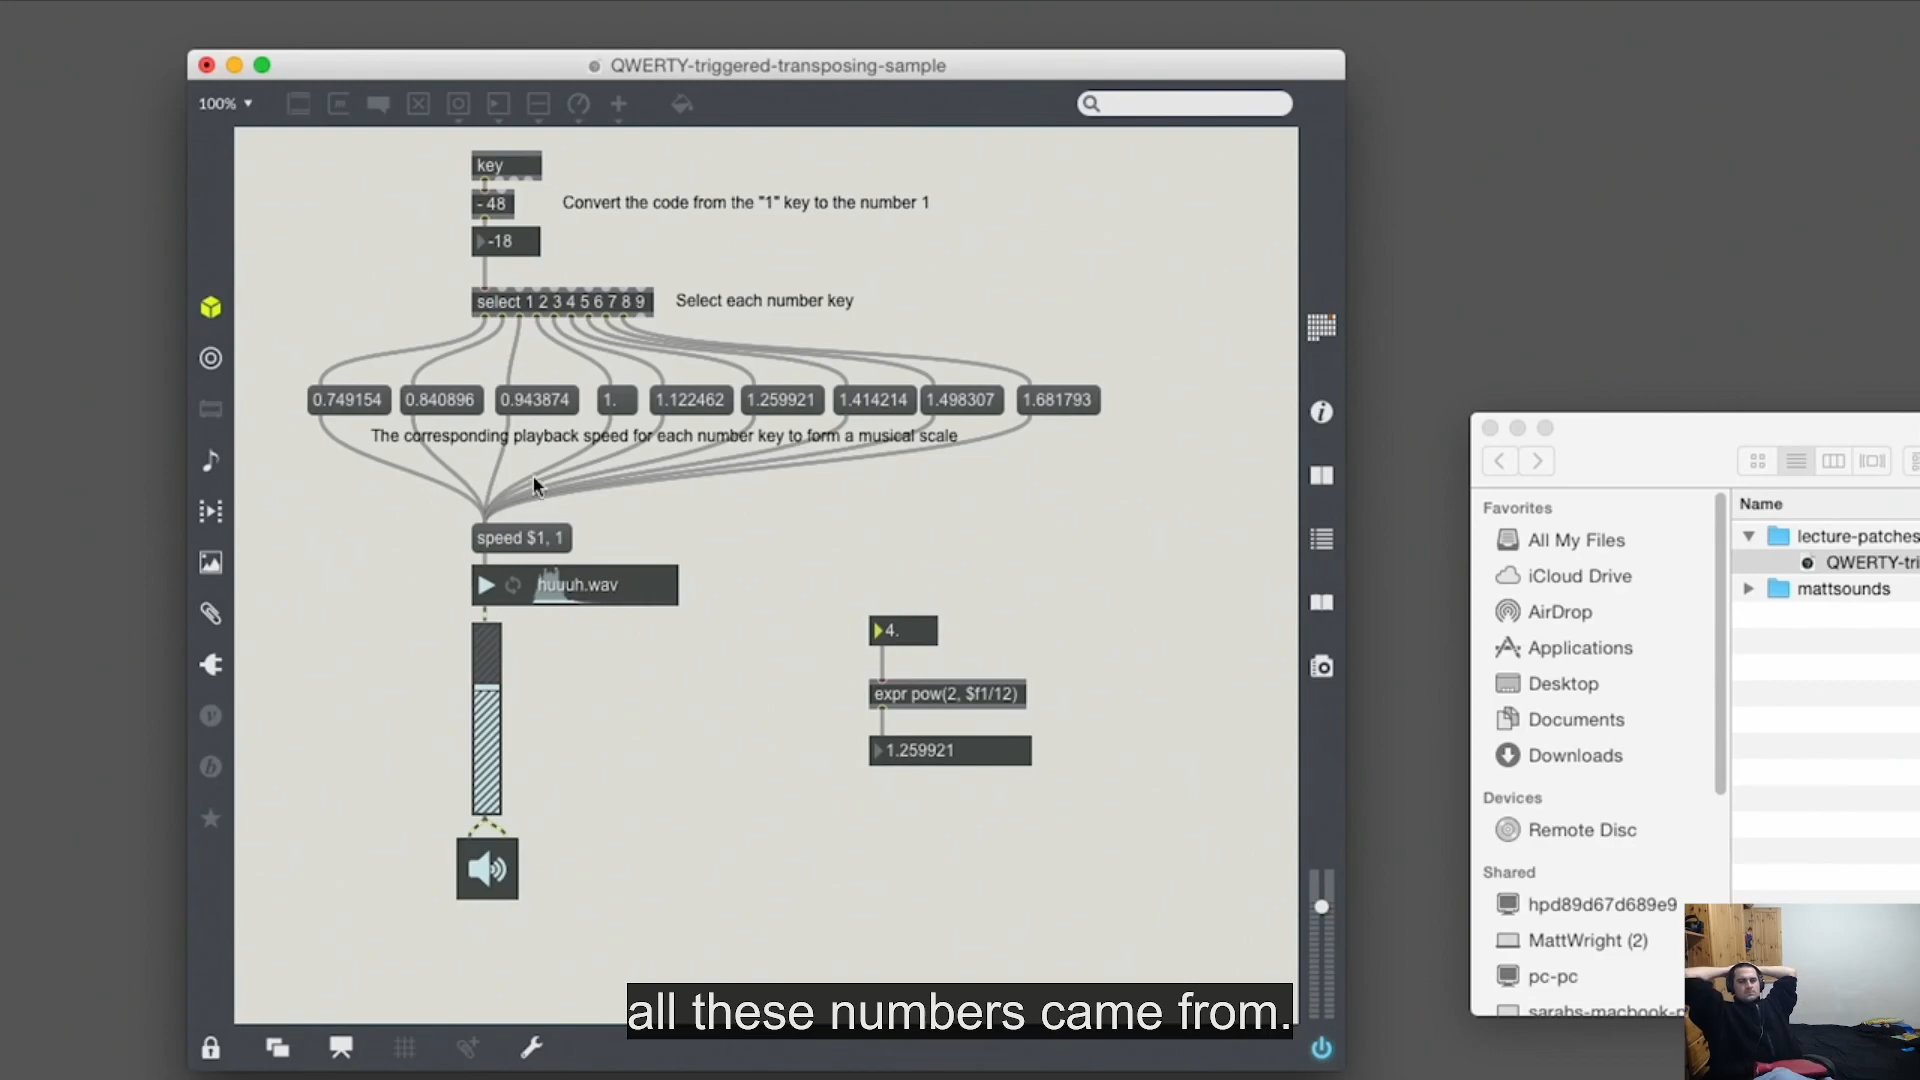 QWERTY-triggered-transposing-sample
100%
key
- 48
Convert the code from the "1" key to the number 1
-18
select 1 2 3 4 5 6 7 8 9
Select each number key
0.749154
0.840896
0.943874
1.
1.122462
1.259921
1.414214
1.498307
1.681793
The corresponding playback speed for each number key to form a musical scale
speed $1, 1
huuuh.wav
4.
expr pow(2, $f1/12)
1.259921
all these numbers came from.
Favorites
All My Files
iCloud Drive
AirDrop
Applications
Desktop
Documents
Downloads
Devices
Remote Disc
Shared
hpd89d67d689e9
MattWright (2)
pc-pc
sarahs-macbook-p
Name
lecture-patches
QWERTY-tri
mattsounds